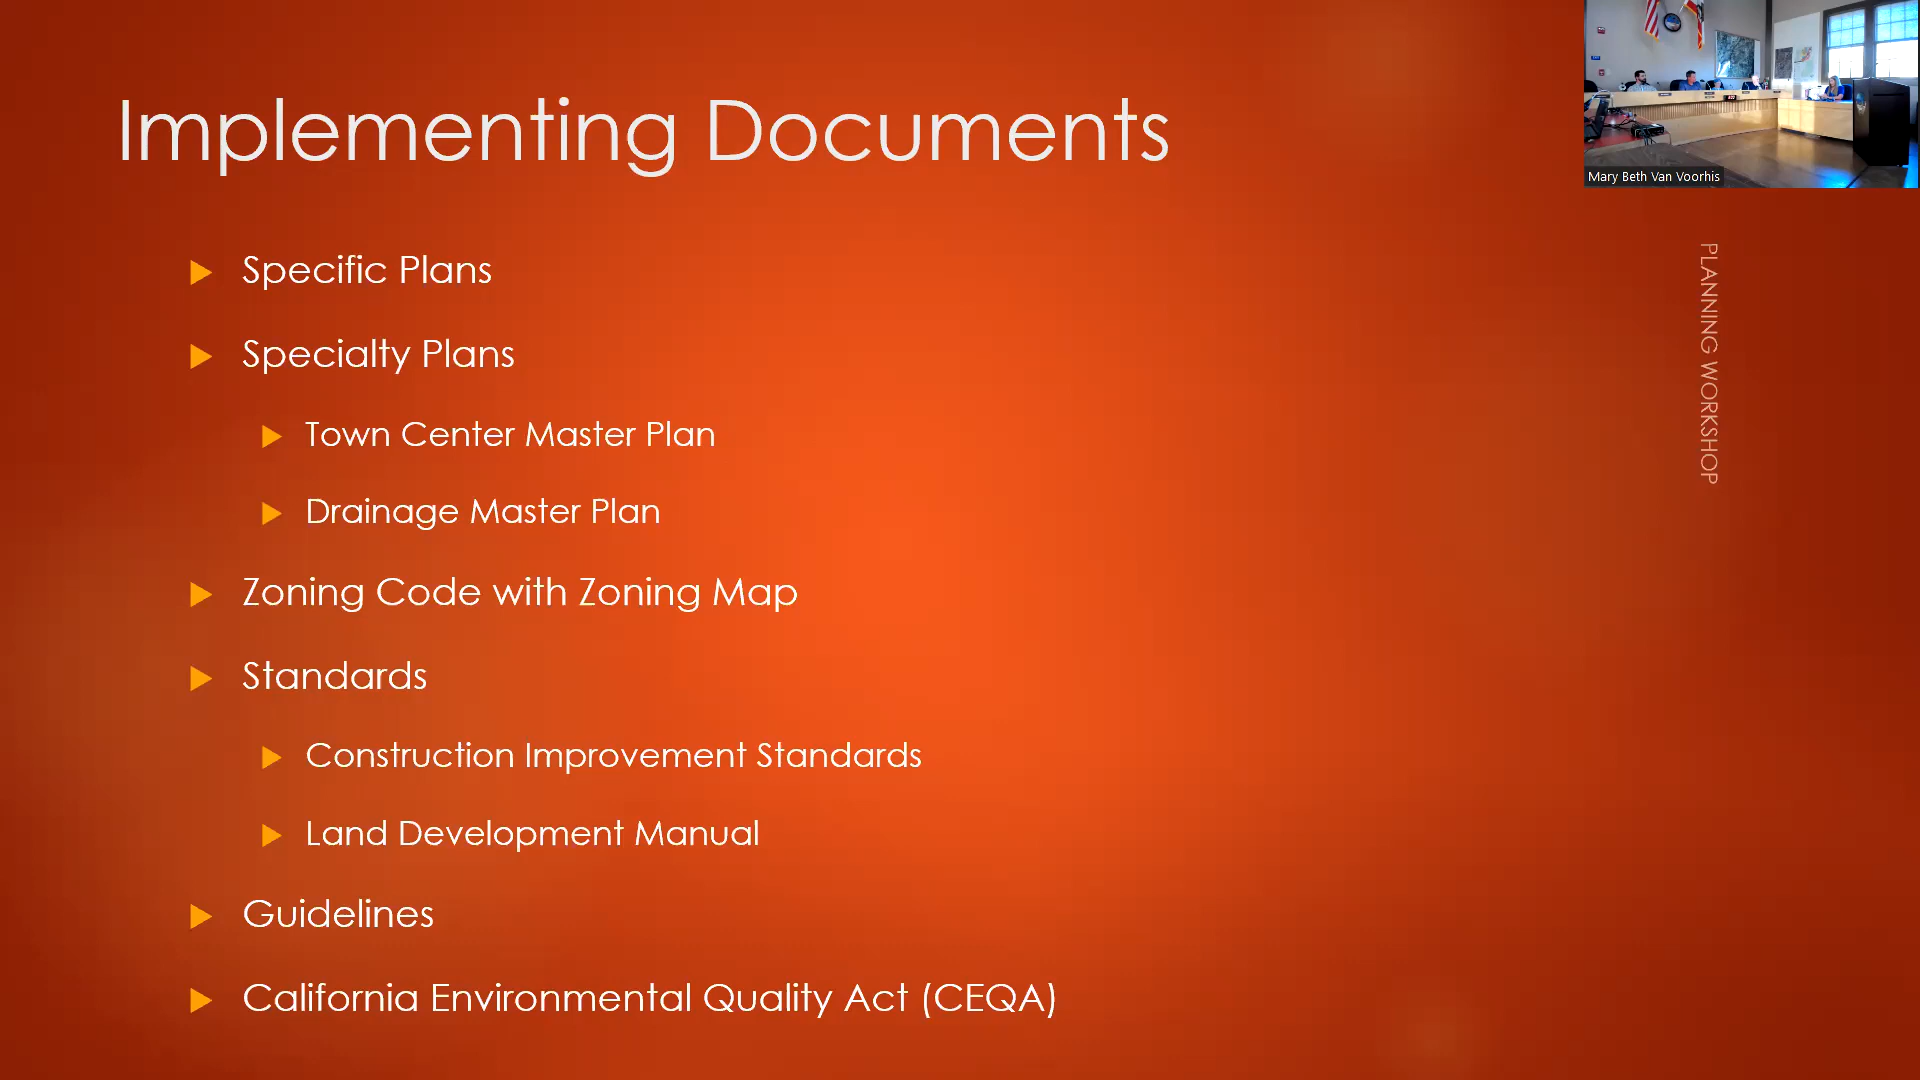 Implementing Documents
Mary Beth Van Voorhis
Specific Plans
Specialty Plans
Town Center Master Plan
Drainage Master Plan
Zoning Code with Zoning Map
Standards
Construction Improvement Standards
Land Development Manual
Guidelines
California Environmental Quality Act (CEQA)
PLANNING WORKSHOP